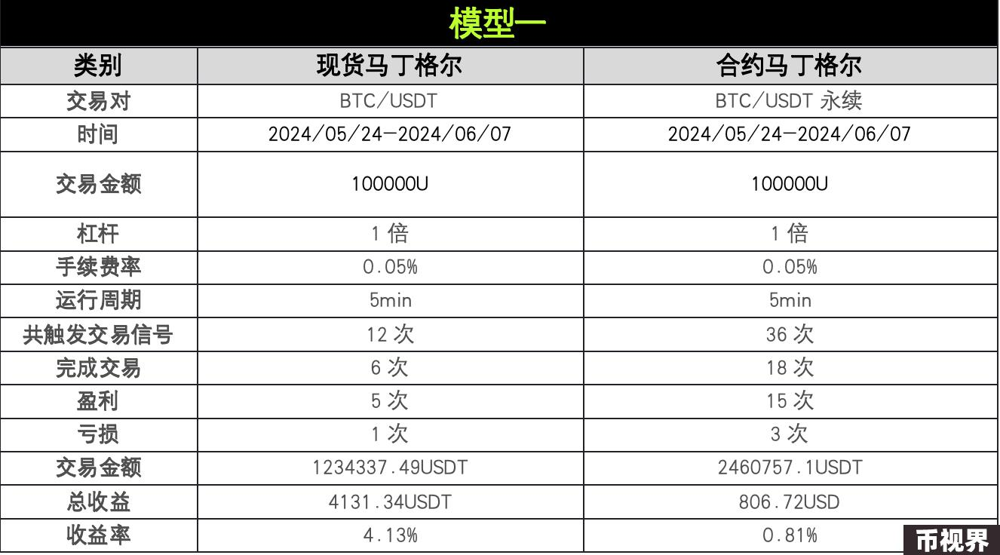 模型一
类别 现货马丁格尔 合约马丁格尔
交易对 BTC/USDT BTC/USDT 永续
时间 2024/05/24-2024/06/07 2024/05/24-2024/06/07
交易金额 100000U 100000U
杠杆 1 倍 1 倍
手续费率 0.05% 0.05%
运行周期 5min 5min
共触发交易信号 12 次 36 次
完成交易 6 次 18 次
盈利 5 次 15 次
亏损 1 次 3 次
交易金额 1234337.49USDT 2460757.1USDT
总收益 4131.34USDT 806.72USD
收益率 4.13% 0.81%
币视界